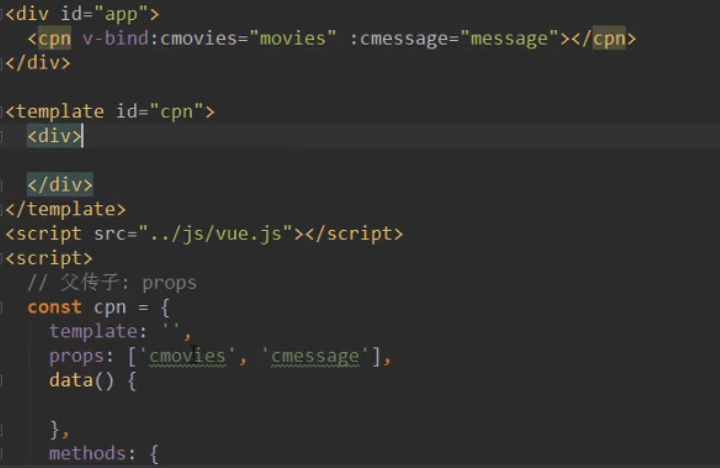 <div id="app">
  <cpn v-bind:cmovies="movies" :cmessage="message"></cpn>
</div>
<template id="cpn">
  <div>
  </div>
</template>
<script src="../js/vue.js"></script>
<script>
  // 父传子: props
  const cpn = {
    template: '',
    props: ['cmovies', 'cmessage'],
    data() {
    },
    methods: {